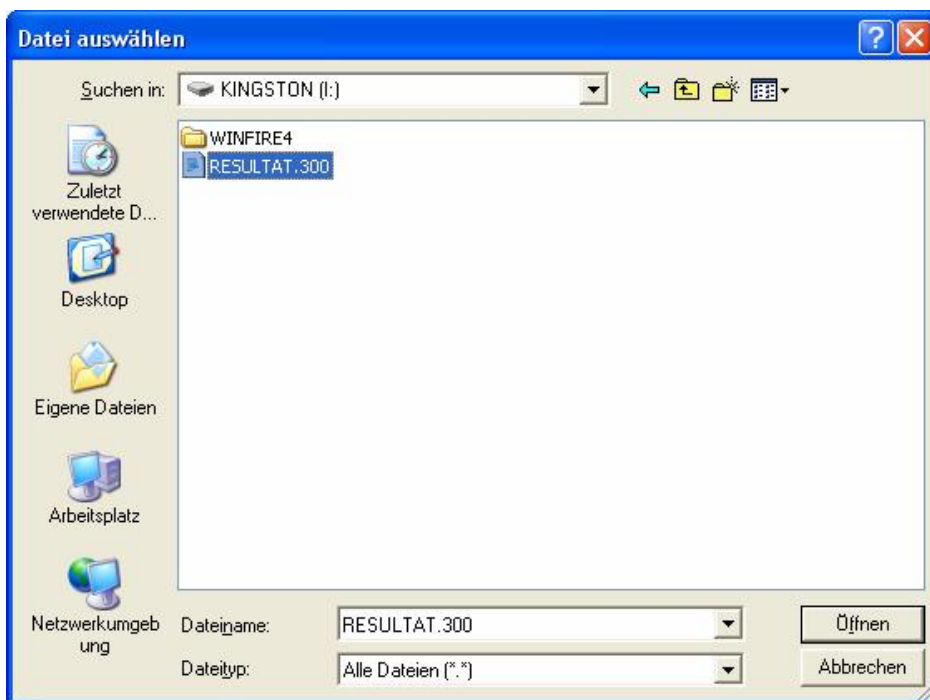 Datei auswählen
Suchen in:
KINGSTON (I:)
Zuletzt
verwendete D...
Desktop
Eigene Dateien
Arbeitsplatz
Netzwerkumgeb
ung
WINFIRE4
RESULTAT.300
Dateiname:
RESULTAT.300
Öffnen
Dateityp:
Alle Dateien (*.*)
Abbrechen